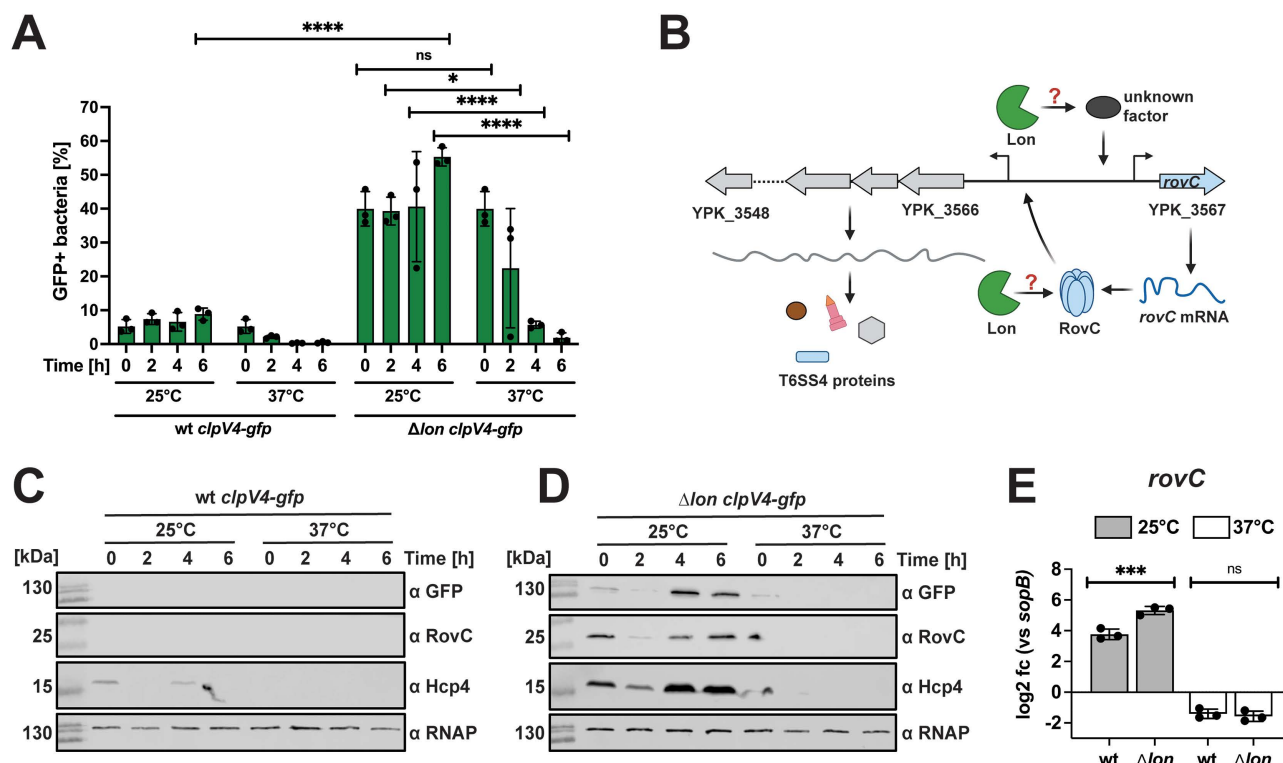 A
****
ns
*
****
****
GFP+ bacteria [%]
70
60
50
40
30
20
10
0
Time [h] 0 2 4 6 0 2 4 6 0 2 4 6 0 2 4 6
25°C 37°C 25°C 37°C
wt clpV4-gfp Δlon clpV4-gfp
B
?
Lon
unknown
factor
rovC
YPK_3548 YPK_3566 YPK_3567
?
Lon RovC rovC mRNA
T6SS4 proteins
C
wt clpV4-gfp
25°C 37°C
[kDa] 0 2 4 6 0 2 4 6 Time [h]
130 α GFP
25 α RovC
15 α Hcp4
130 α RNAP
D
Δlon clpV4-gfp
25°C 37°C
[kDa] 0 2 4 6 0 2 4 6 Time [h]
130 α GFP
25 α RovC
15 α Hcp4
130 α RNAP
E
rovC
25°C 37°C
log2 fc (vs sopB)
8
6
4
2
0
-2
*** ns
wt Δlon wt Δlon